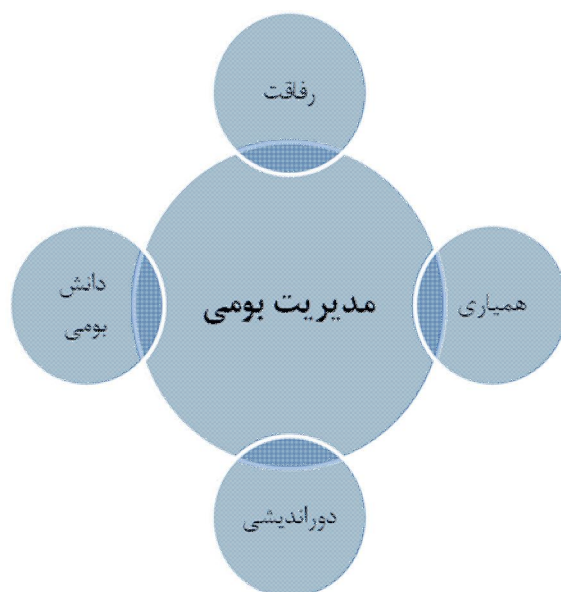 رفاقت
همیاری
مدیریت بومی
دانش
بومی
دوراندیشی